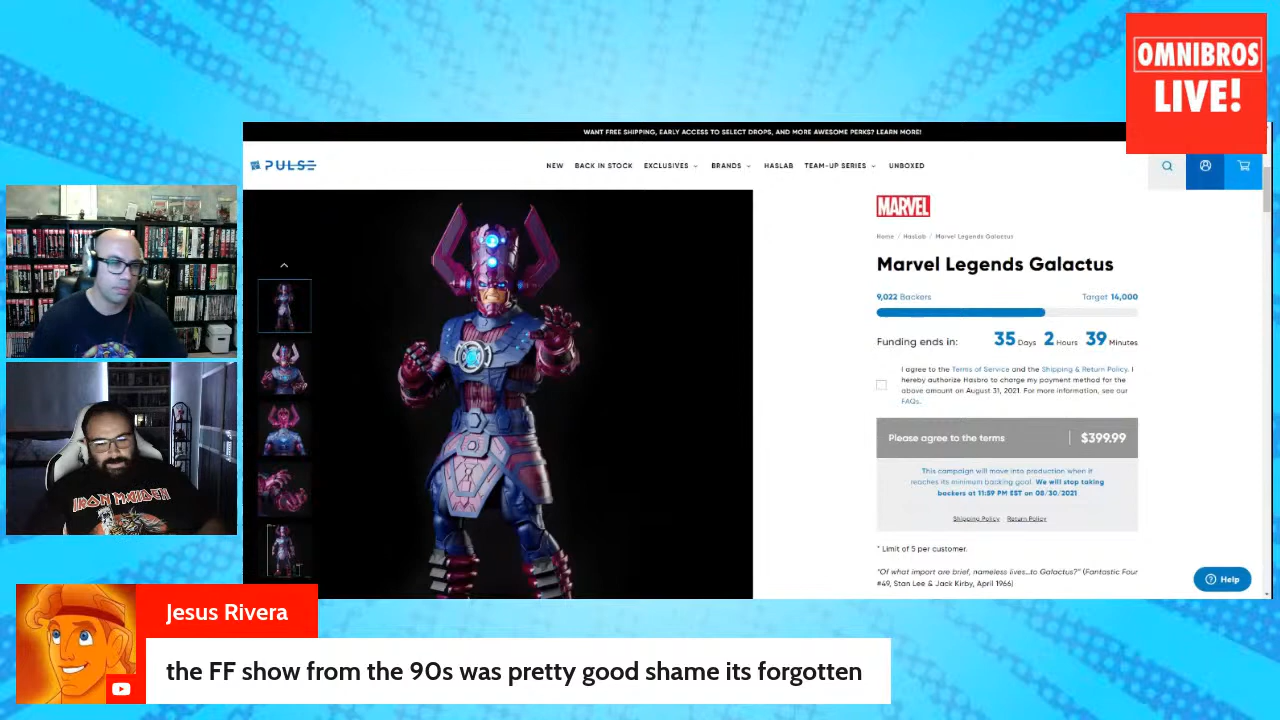 OMNIBROS
LIVE!
WANT FREE SHIPPING, EARLY ACCESS TO SELECT DROPS, AND MORE AWESOME PERKS? LEARN MORE!
PULSE
NEW BACK IN STOCK EXCLUSIVES BRANDS HASLAB TEAM-UP SERIES UNBOXED
MARVEL
Home / HasLab / Marvel Legends Galactus
Marvel Legends Galactus
9,022 Backers Target 14,000
Funding ends in: 35 Days 2 Hours 39 Minutes
I agree to the Terms of Service and the Shipping & Return Policy. I
hereby authorize Hasbro to charge my payment method for the
above amount on August 31, 2021. For more information, see our
FAQs.
Please agree to the terms $399.99
This campaign will move into production when it
reaches its minimum backing goal. We will stop taking
backers at 11:59 PM EST on 08/30/2021
Shipping Policy Return Policy
* Limit of 5 per customer.
"Of what import are brief, nameless lives...to Galactus?" (Fantastic Four
#49, Stan Lee & Jack Kirby, April 1966)
Help
IRON MAIDEN
Jesus Rivera
the FF show from the 90s was pretty good shame its forgotten